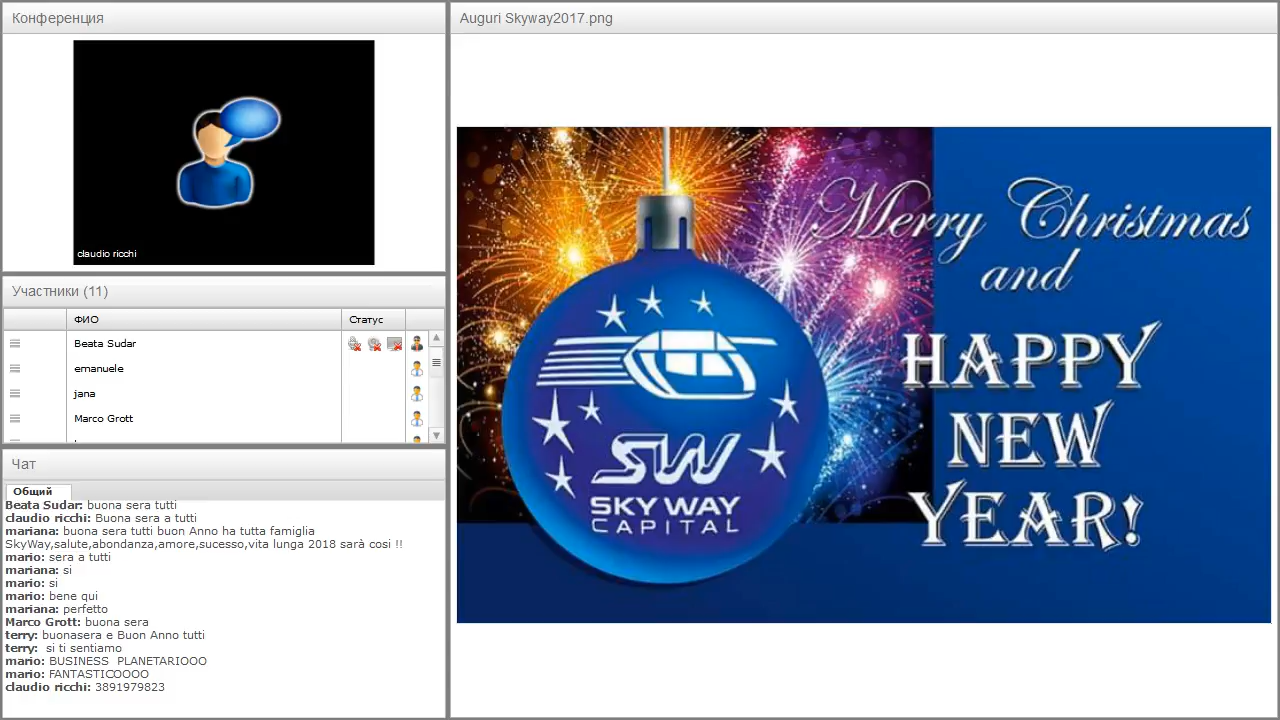 Конференция
claudio ricchi
Участники (11)
ФИО Статус
Beata Sudar
emanuele
jana
Marco Grott
Чат
Общий
Beata Sudar: buona sera tutti
claudio ricchi: Buona sera a tutti
mariana: buona sera tutti buon Anno ha tutta famiglia
SkyWay,salute,abondanza,amore,sucesso,vita lunga 2018 sarà cosi !!
mario: sera a tutti
mariana: si
mario: si
mario: bene qui
mariana: perfetto
Marco Grott: buona sera
terry: buonasera e Buon Anno tutti
terry: si ti sentiamo
mario: BUSINESS PLANETARIOOO
mario: FANTASTICOOOO
claudio ricchi: 3891979823
Auguri Skyway2017.png
Merry Christmas
and
HAPPY
NEW
YEAR!
SW
SKY WAY
CAPITAL